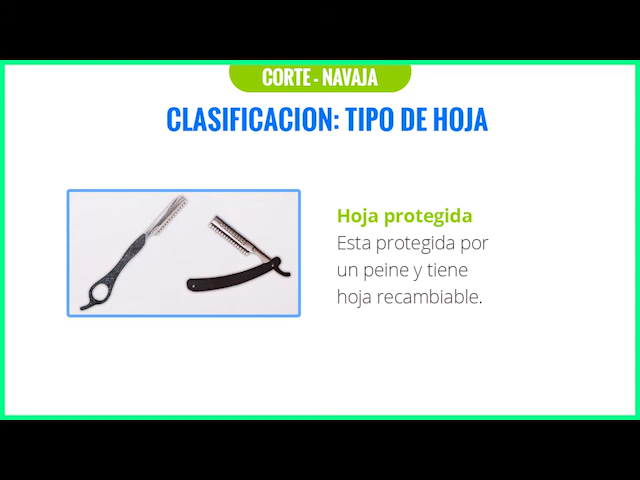 CORTE - NAVAJA
CLASIFICACION: TIPO DE HOJA
Hoja protegida
Esta protegida por
un peine y tiene
hoja recambiable.